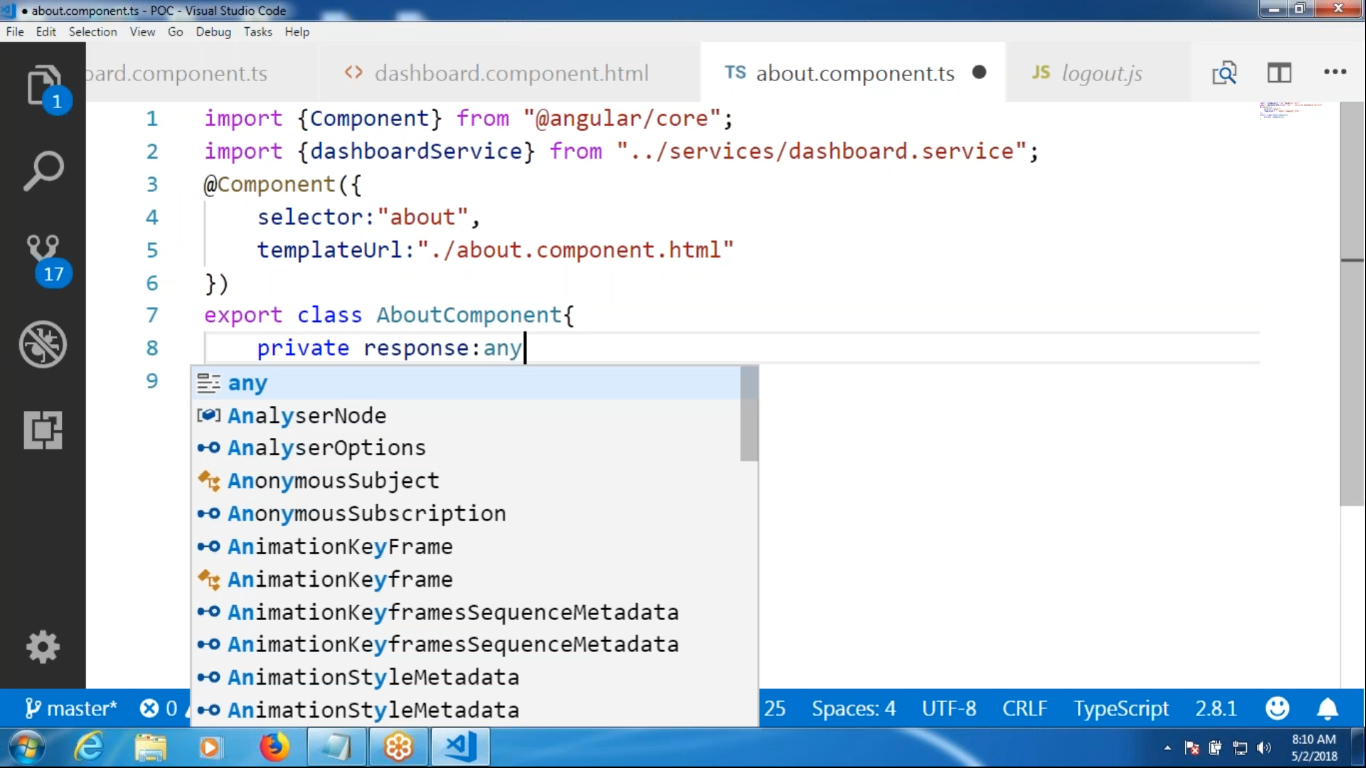 ● about.component.ts - POC - Visual Studio Code
File Edit Selection View Go Debug Tasks Help
1
17
oard.component.ts <> dashboard.component.html TS about.component.ts ● JS logout.js
1 import {Component} from "@angular/core";
2 import {dashboardService} from "../services/dashboard.service";
3 @Component({
4 selector:"about",
5 templateUrl:"./about.component.html"
6 })
7 export class AboutComponent{
8 private response:any
9
any
AnalyserNode
AnalyserOptions
AnonymousSubject
AnonymousSubscription
AnimationKeyFrame
AnimationKeyframe
AnimationKeyframesSequenceMetadata
AnimationKeyframesSequenceMetadata
AnimationStyleMetadata
AnimationStyleMetadata
master* 0 25 Spaces: 4 UTF-8 CRLF TypeScript 2.8.1
8:10 AM
5/2/2018